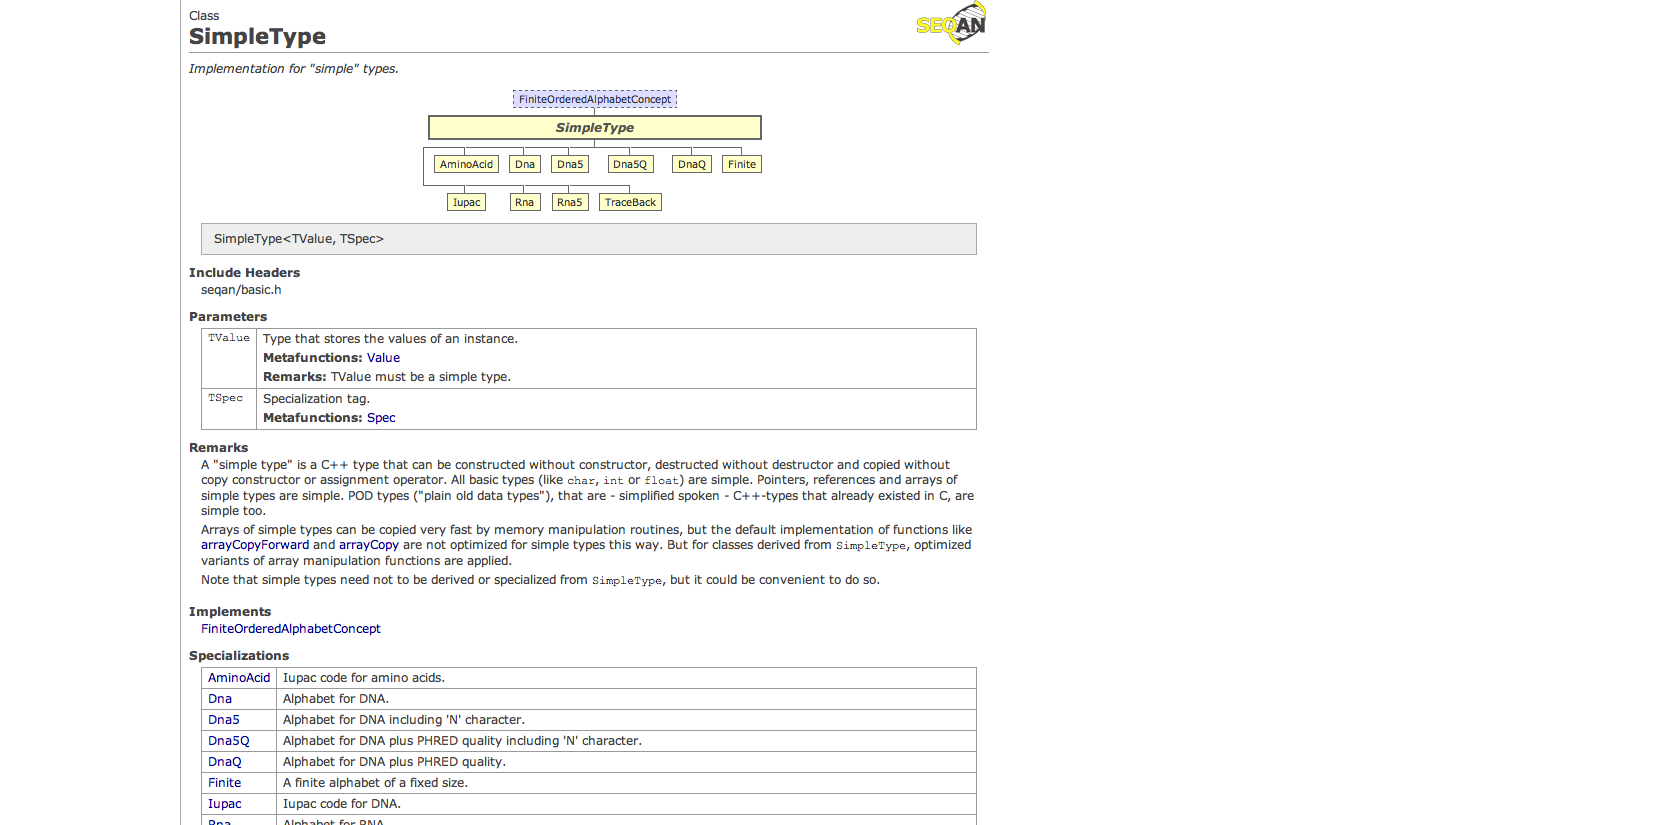 Class
SimpleType
SEQAN
Implementation for "simple" types.
FiniteOrderedAlphabetConcept
SimpleType
AminoAcid Dna Dna5 Dna5Q DnaQ Finite
Iupac Rna Rna5 TraceBack
SimpleType<TValue, TSpec>
Include Headers
seqan/basic.h
Parameters
TValue Type that stores the values of an instance.
Metafunctions: Value
Remarks: TValue must be a simple type.
TSpec Specialization tag.
Metafunctions: Spec
Remarks
A "simple type" is a C++ type that can be constructed without constructor, destructed without destructor and copied without
copy constructor or assignment operator. All basic types (like char, int or float) are simple. Pointers, references and arrays of
simple types are simple. POD types ("plain old data types"), that are - simplified spoken - C++-types that already existed in C, are
simple too.
Arrays of simple types can be copied very fast by memory manipulation routines, but the default implementation of functions like
arrayCopyForward and arrayCopy are not optimized for simple types this way. But for classes derived from SimpleType, optimized
variants of array manipulation functions are applied.
Note that simple types need not to be derived or specialized from SimpleType, but it could be convenient to do so.
Implements
FiniteOrderedAlphabetConcept
Specializations
AminoAcid Iupac code for amino acids.
Dna Alphabet for DNA.
Dna5 Alphabet for DNA including 'N' character.
Dna5Q Alphabet for DNA plus PHRED quality including 'N' character.
DnaQ Alphabet for DNA plus PHRED quality.
Finite A finite alphabet of a fixed size.
Iupac Iupac code for DNA.
Rna Alphabet for RNA.